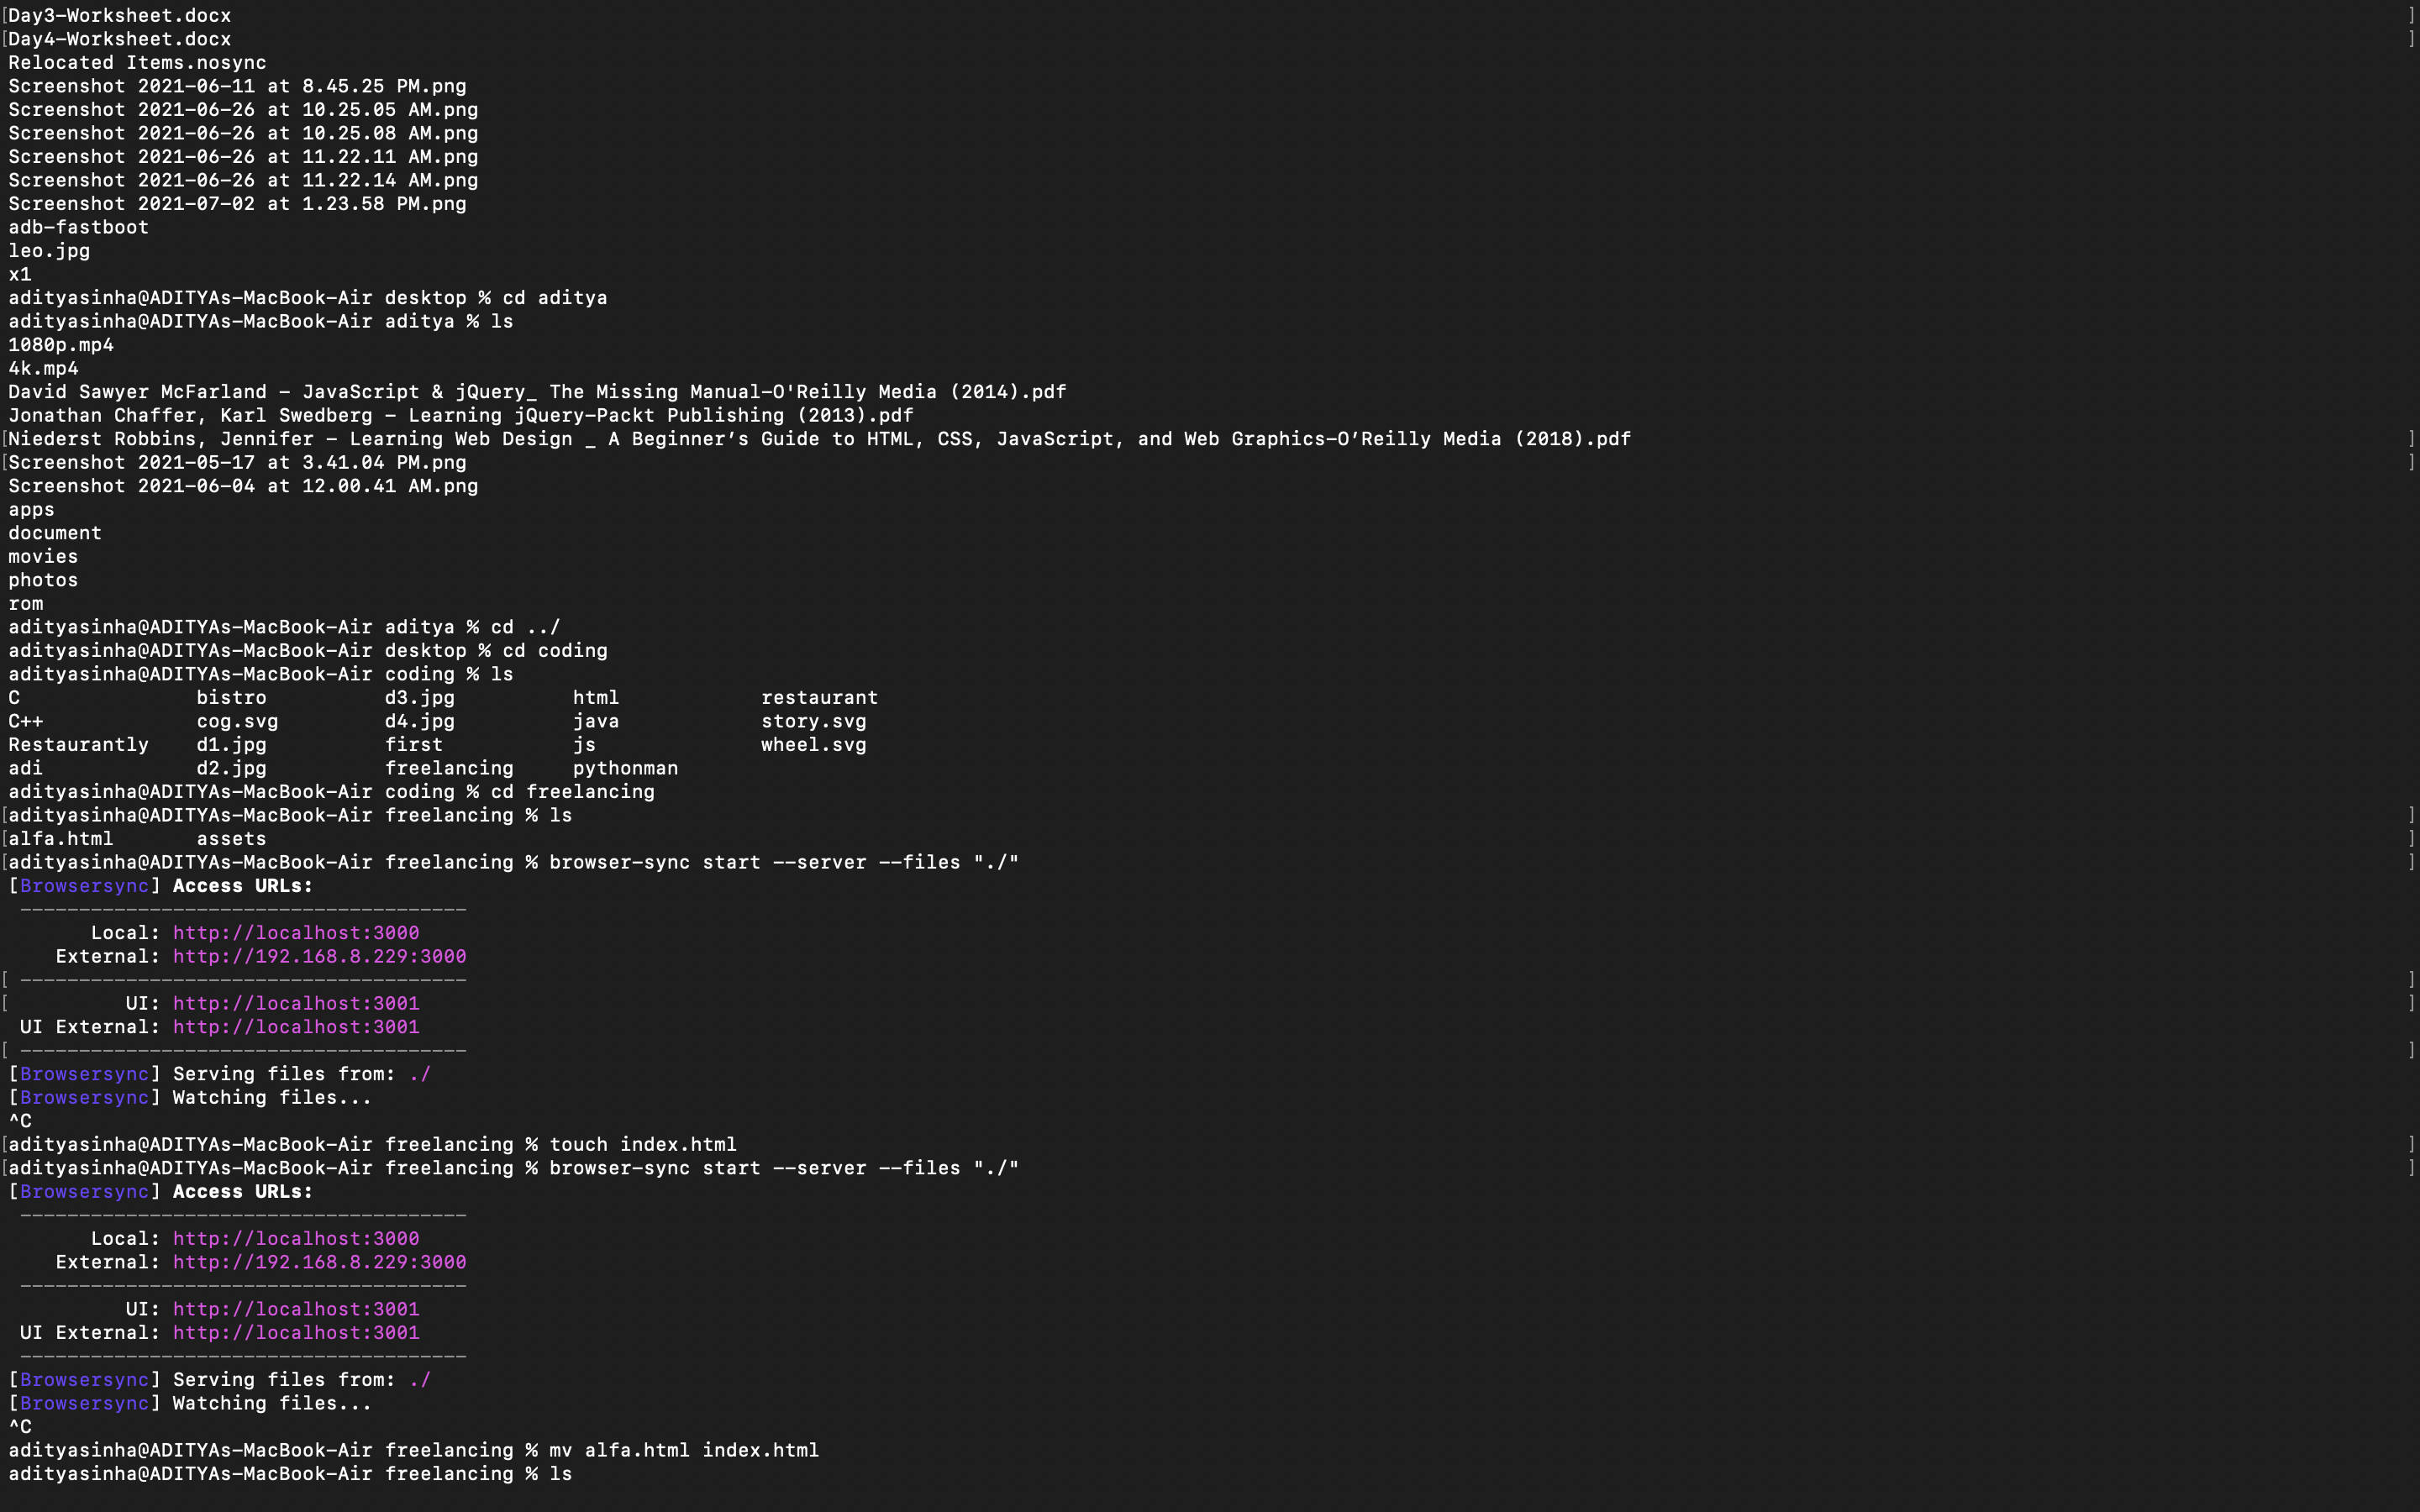 [Day3-Worksheet.docx ]
[Day4-Worksheet.docx ]
Relocated Items.nosync
Screenshot 2021-06-11 at 8.45.25 PM.png
Screenshot 2021-06-26 at 10.25.05 AM.png
Screenshot 2021-06-26 at 10.25.08 AM.png
Screenshot 2021-06-26 at 11.22.11 AM.png
Screenshot 2021-06-26 at 11.22.14 AM.png
Screenshot 2021-07-02 at 1.23.58 PM.png
adb-fastboot
leo.jpg
x1
adityasinha@ADITYAs-MacBook-Air desktop % cd aditya
adityasinha@ADITYAs-MacBook-Air aditya % ls
1080p.mp4
4k.mp4
David Sawyer McFarland - JavaScript & jQuery_ The Missing Manual-O'Reilly Media (2014).pdf
Jonathan Chaffer, Karl Swedberg - Learning jQuery-Packt Publishing (2013).pdf
[Niederst Robbins, Jennifer - Learning Web Design _ A Beginner’s Guide to HTML, CSS, JavaScript, and Web Graphics-O’Reilly Media (2018).pdf ]
[Screenshot 2021-05-17 at 3.41.04 PM.png ]
Screenshot 2021-06-04 at 12.00.41 AM.png
apps
document
movies
photos
rom
adityasinha@ADITYAs-MacBook-Air aditya % cd ../
adityasinha@ADITYAs-MacBook-Air desktop % cd coding
adityasinha@ADITYAs-MacBook-Air coding % ls
C bistro d3.jpg html restaurant
C++ cog.svg d4.jpg java story.svg
Restaurantly d1.jpg first js wheel.svg
adi d2.jpg freelancing pythonman
adityasinha@ADITYAs-MacBook-Air coding % cd freelancing
[adityasinha@ADITYAs-MacBook-Air freelancing % ls ]
[alfa.html assets ]
[adityasinha@ADITYAs-MacBook-Air freelancing % browser-sync start --server --files "./" ]
[Browsersync] Access URLs:
--------------------------------------
Local: http://localhost:3000
External: http://192.168.8.229:3000
[ -------------------------------------- ]
[ UI: http://localhost:3001 ]
UI External: http://localhost:3001
[ -------------------------------------- ]
[Browsersync] Serving files from: ./
[Browsersync] Watching files...
^C
[adityasinha@ADITYAs-MacBook-Air freelancing % touch index.html ]
[adityasinha@ADITYAs-MacBook-Air freelancing % browser-sync start --server --files "./" ]
[Browsersync] Access URLs:
--------------------------------------
Local: http://localhost:3000
External: http://192.168.8.229:3000
--------------------------------------
UI: http://localhost:3001
UI External: http://localhost:3001
--------------------------------------
[Browsersync] Serving files from: ./
[Browsersync] Watching files...
^C
adityasinha@ADITYAs-MacBook-Air freelancing % mv alfa.html index.html
adityasinha@ADITYAs-MacBook-Air freelancing % ls